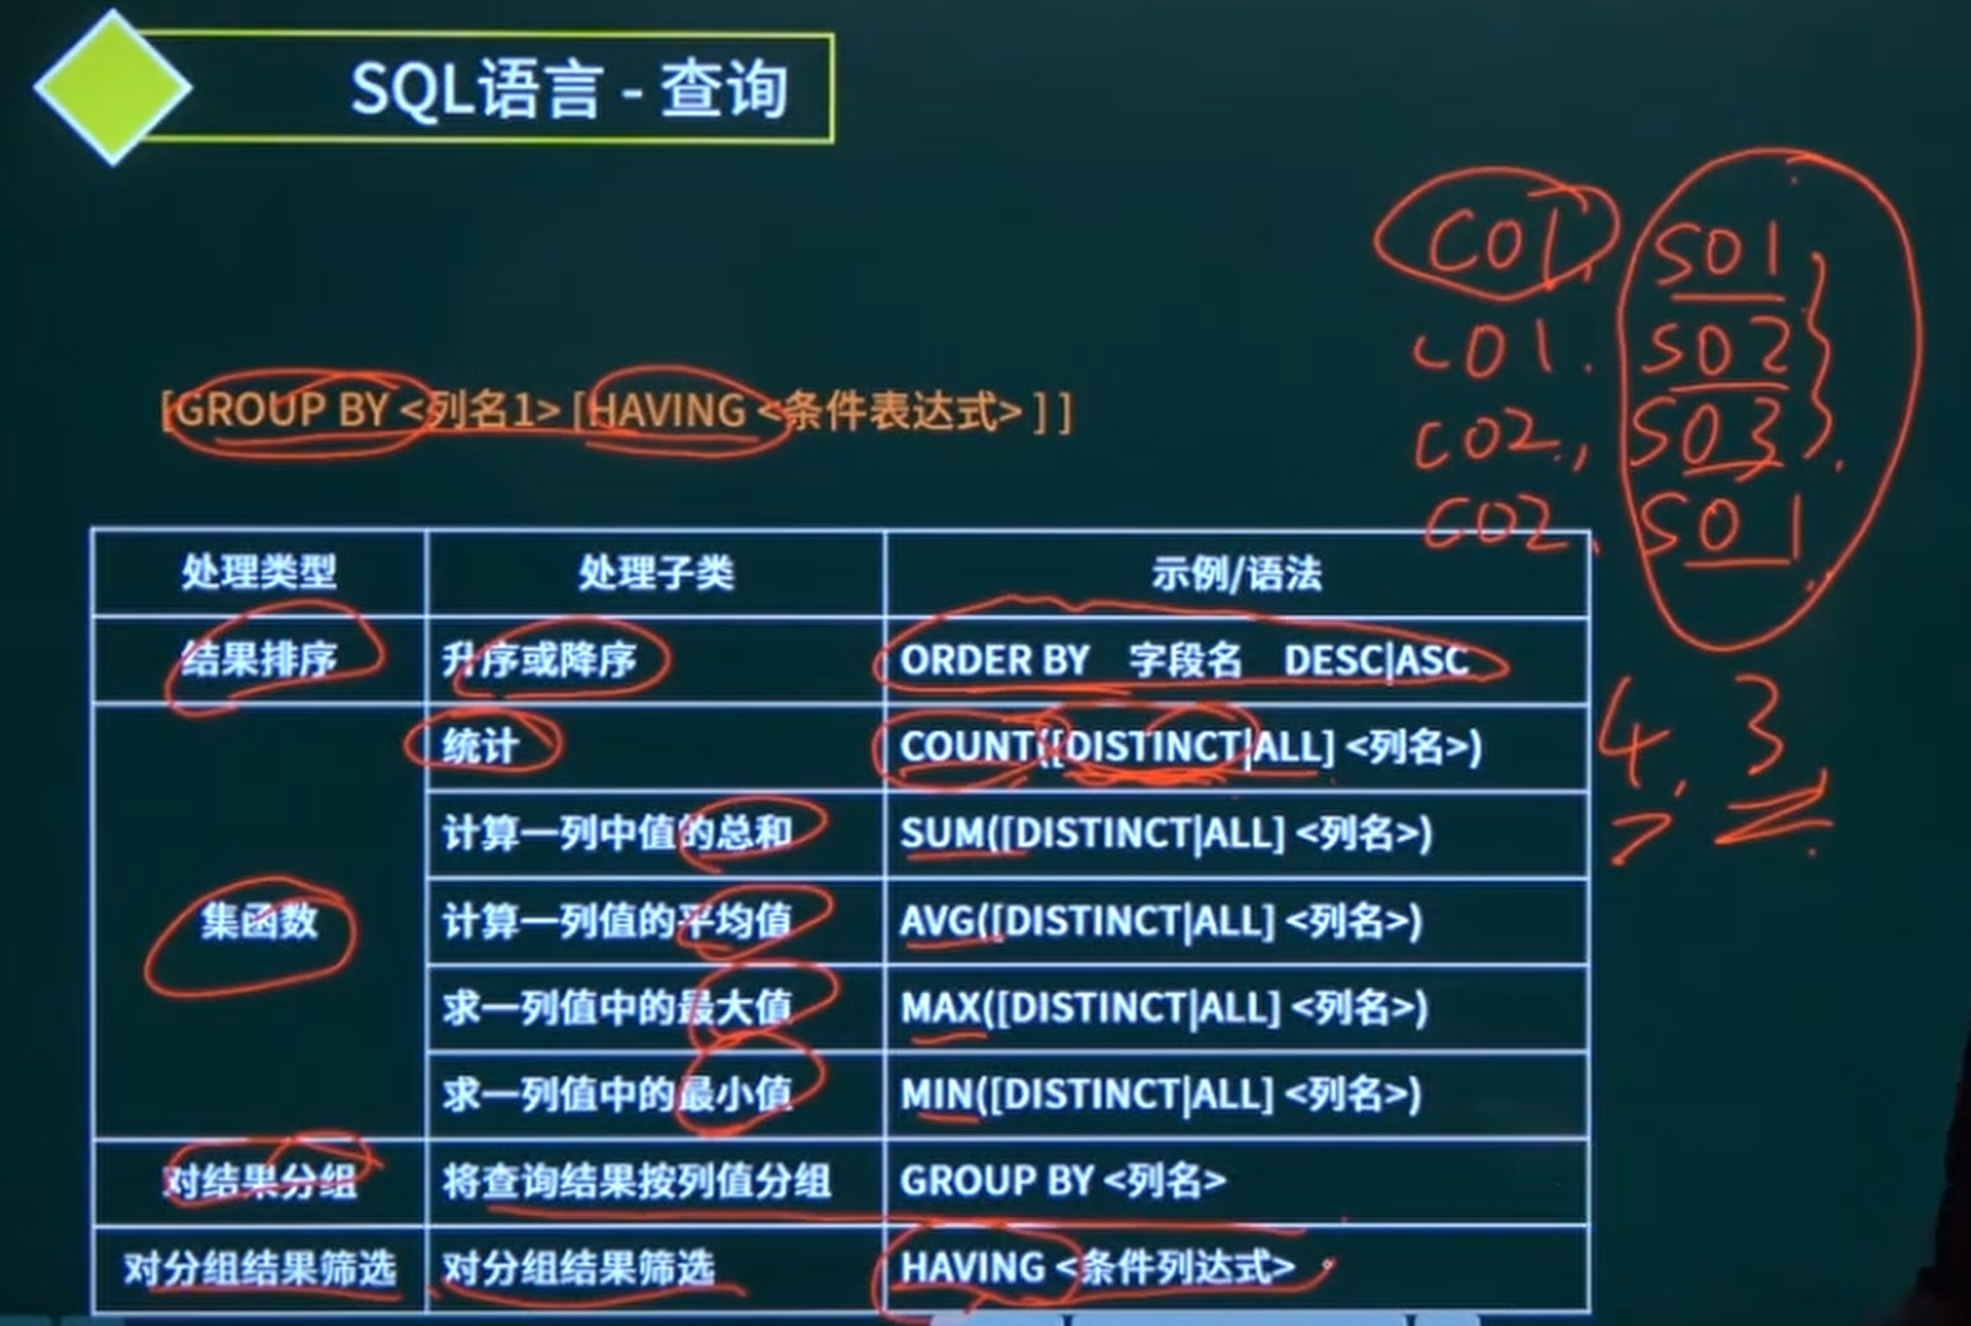 SQL语言 - 查询
C01, S01
C01. S02
C02, S03
C02, S01
4, 3
[GROUP BY <列名1> [HAVING <条件表达式> ] ]
处理类型 处理子类 示例/语法
结果排序 升序或降序 ORDER BY 字段名 DESC|ASC
集函数
统计 COUNT([DISTINCT|ALL] <列名>)
计算一列中值的总和 SUM([DISTINCT|ALL] <列名>)
计算一列值的平均值 AVG([DISTINCT|ALL] <列名>)
求一列值中的最大值 MAX([DISTINCT|ALL] <列名>)
求一列值中的最小值 MIN([DISTINCT|ALL] <列名>)
对结果分组 将查询结果按列值分组 GROUP BY <列名>
对分组结果筛选 对分组结果筛选 HAVING <条件列达式>